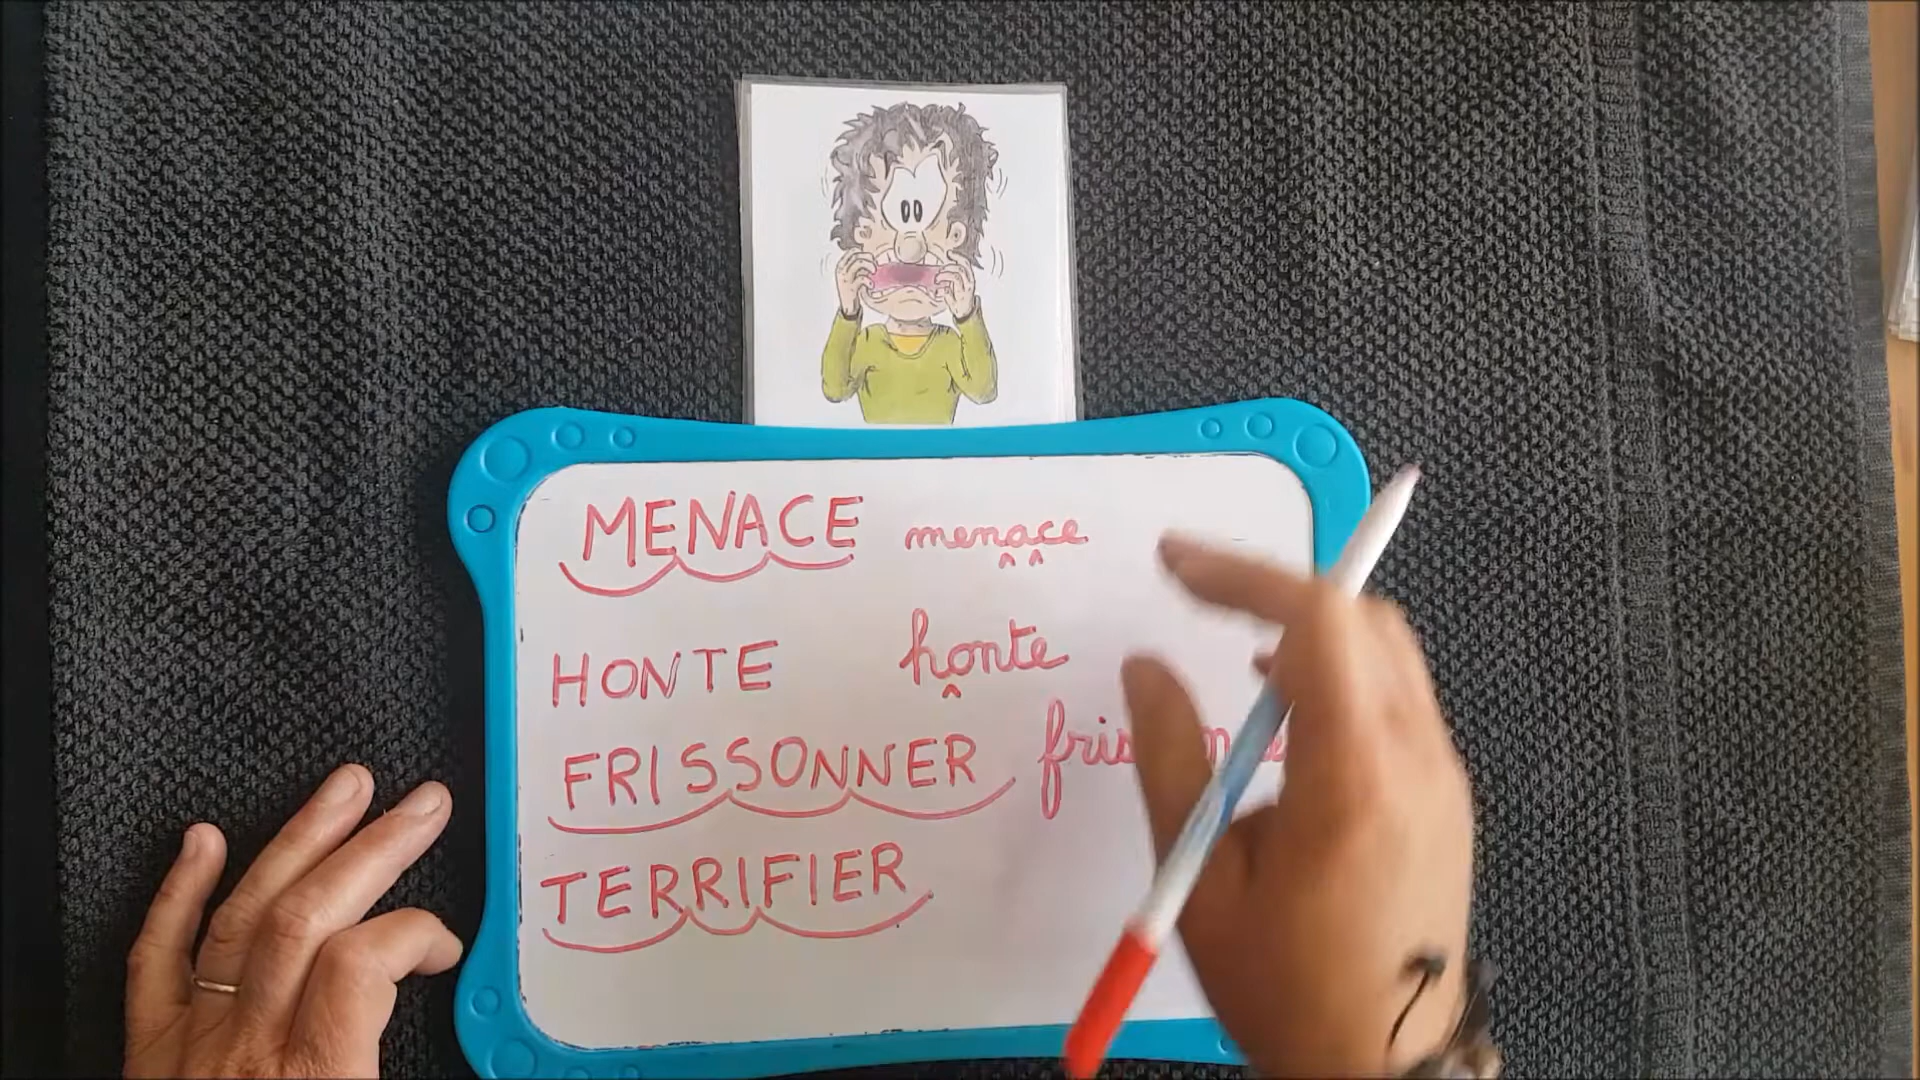 MENACE menace
HONTE honte
FRISSONNER
TERRIFIER